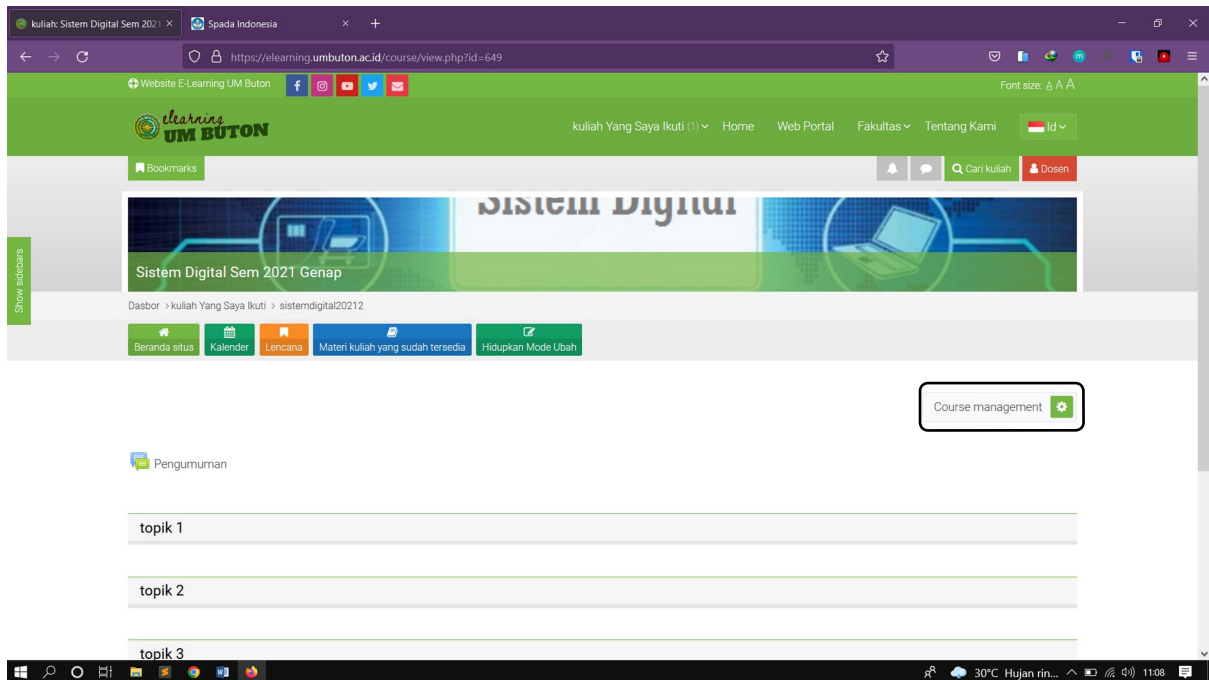 kuliah: Sistem Digital Sem 2021
Spada Indonesia
https://elearning.umbuton.ac.id/course/view.php?id=649
Website E-Learning UM Buton
Font size: A A A
elearning
UM BUTON
kuliah Yang Saya Ikuti (1) Home Web Portal Fakultas Tentang Kami Id
Bookmarks
Cari kuliah
Dosen
Show sidebars
Sistem Digital
Sistem Digital Sem 2021 Genap
Dasbor > kuliah Yang Saya Ikuti > sistemdigital20212
Beranda situs
Kalender
Lencana
Materi kuliah yang sudah tersedia
Hidupkan Mode Ubah
Course management
Pengumuman
topik 1
topik 2
topik 3
30°C Hujan rin... 11:08